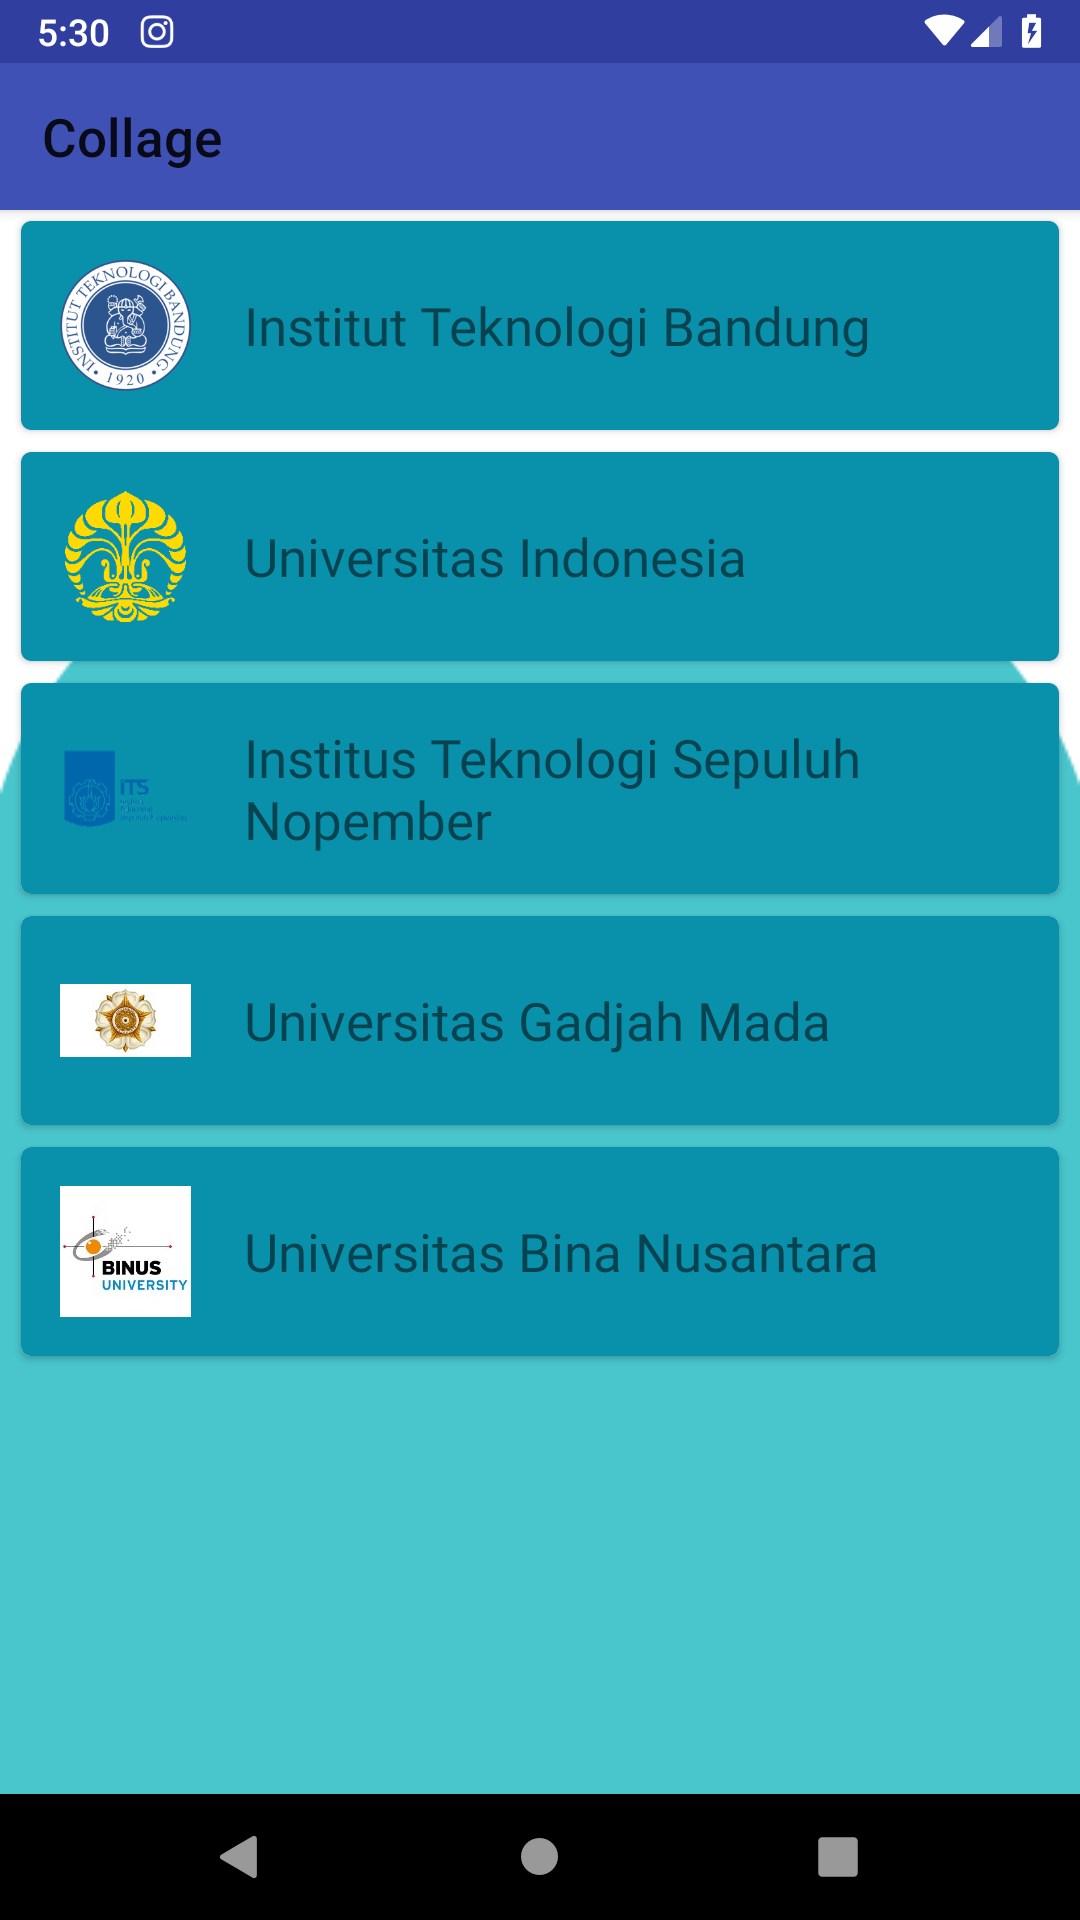 5:30
Collage
INSTITUT TEKNOLOGI BANDUNG
1920
Institut Teknologi Bandung
Universitas Indonesia
ITS
Institus Teknologi Sepuluh
Nopember
Universitas Gadjah Mada
BINUS
UNIVERSITY
Universitas Bina Nusantara